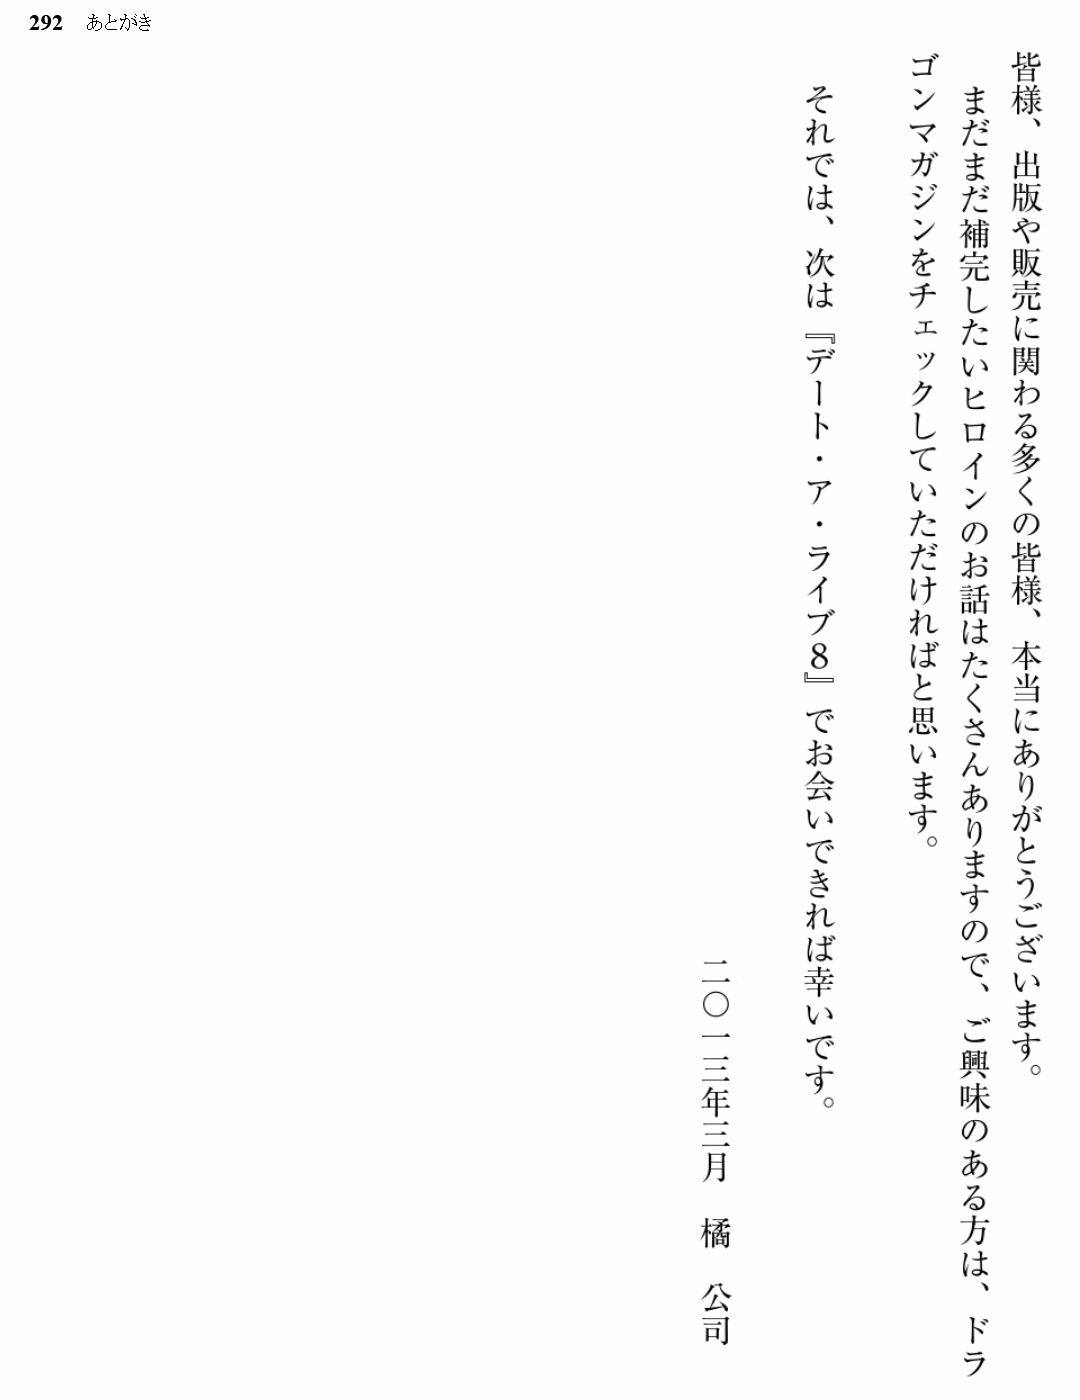 292 あとがき
皆様、出版や販売に関わる多くの皆様、本当にありがとうございます。
まだまだ補完したいヒロインのお話はたくさんありますので、ご興味のある方は、ドラ
ゴンマガジンをチェックしていただければと思います。
それでは、次は『デート・ア・ライブ８』でお会いできれば幸いです。
二〇一三年三月　橘　公司